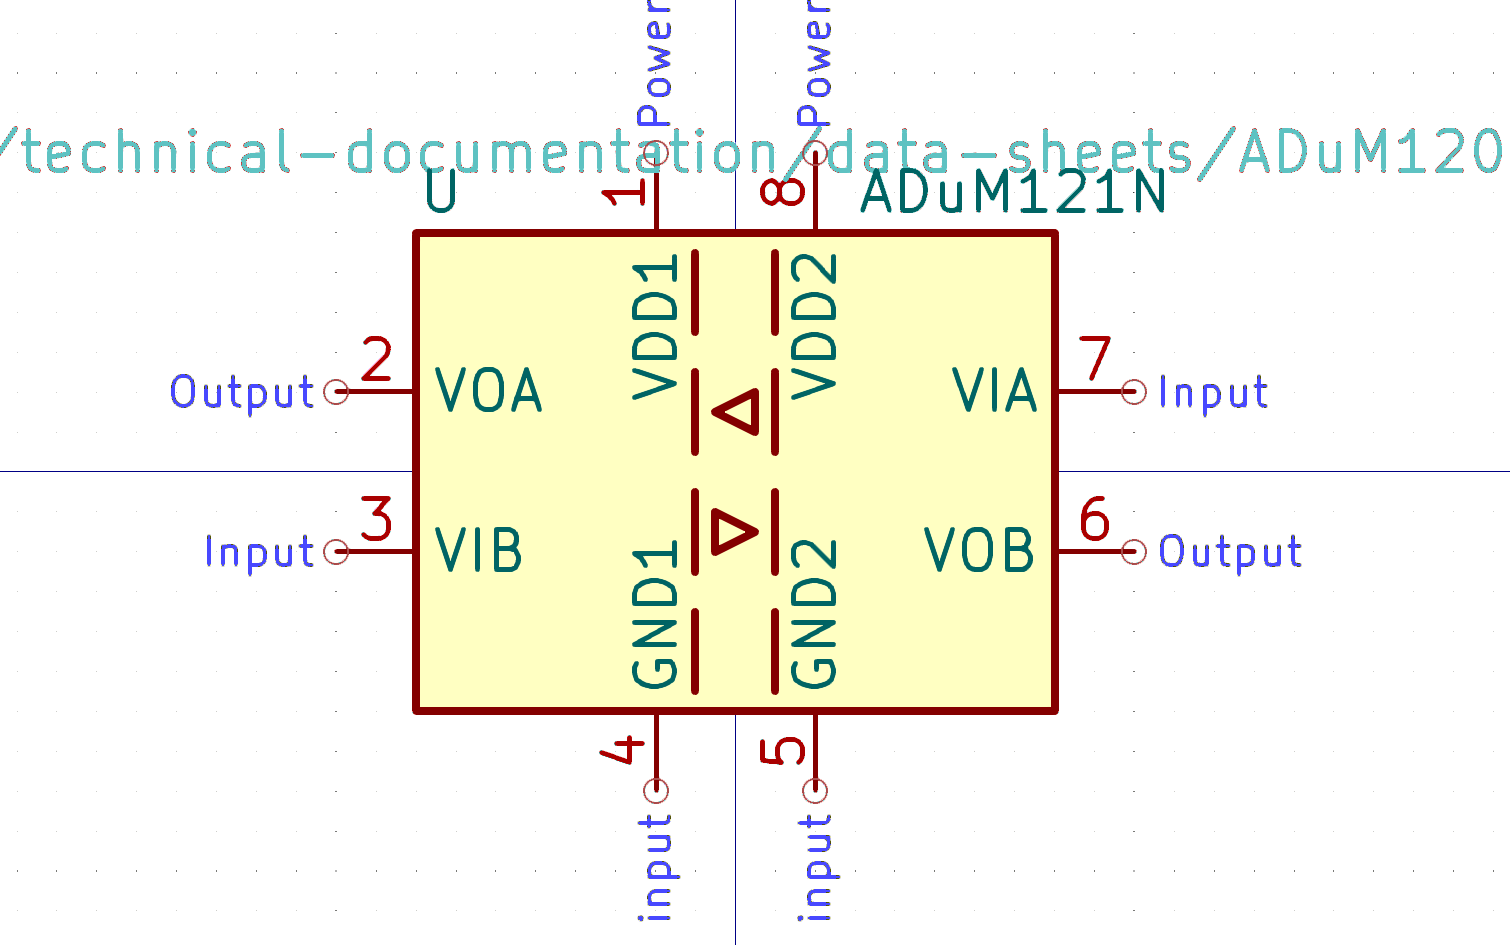 Power
Power
/technical-documentation/data-sheets/ADuM120
U
1
8
ADuM121N
VDD1
VDD2
Output
2
VOA
VIA
7
Input
Input
3
VIB
VOB
6
Output
GND1
GND2
4
5
input
input